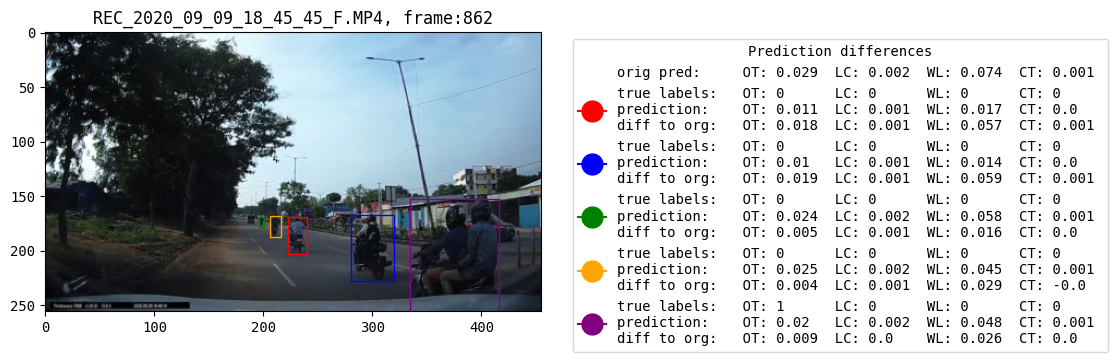 REC_2020_09_09_18_45_45_F.MP4, frame:862
0
50
100
150
200
250
0 100 200 300 400
Prediction differences
orig pred: OT: 0.029 LC: 0.002 WL: 0.074 CT: 0.001
true labels: OT: 0 LC: 0 WL: 0 CT: 0
prediction: OT: 0.011 LC: 0.001 WL: 0.017 CT: 0.0
diff to org: OT: 0.018 LC: 0.001 WL: 0.057 CT: 0.001
true labels: OT: 0 LC: 0 WL: 0 CT: 0
prediction: OT: 0.01 LC: 0.001 WL: 0.014 CT: 0.0
diff to org: OT: 0.019 LC: 0.001 WL: 0.059 CT: 0.001
true labels: OT: 0 LC: 0 WL: 0 CT: 0
prediction: OT: 0.024 LC: 0.002 WL: 0.058 CT: 0.001
diff to org: OT: 0.005 LC: 0.001 WL: 0.016 CT: 0.0
true labels: OT: 0 LC: 0 WL: 0 CT: 0
prediction: OT: 0.025 LC: 0.002 WL: 0.045 CT: 0.001
diff to org: OT: 0.004 LC: 0.001 WL: 0.029 CT: -0.0
true labels: OT: 1 LC: 0 WL: 0 CT: 0
prediction: OT: 0.02 LC: 0.002 WL: 0.048 CT: 0.001
diff to org: OT: 0.009 LC: 0.0 WL: 0.026 CT: 0.0